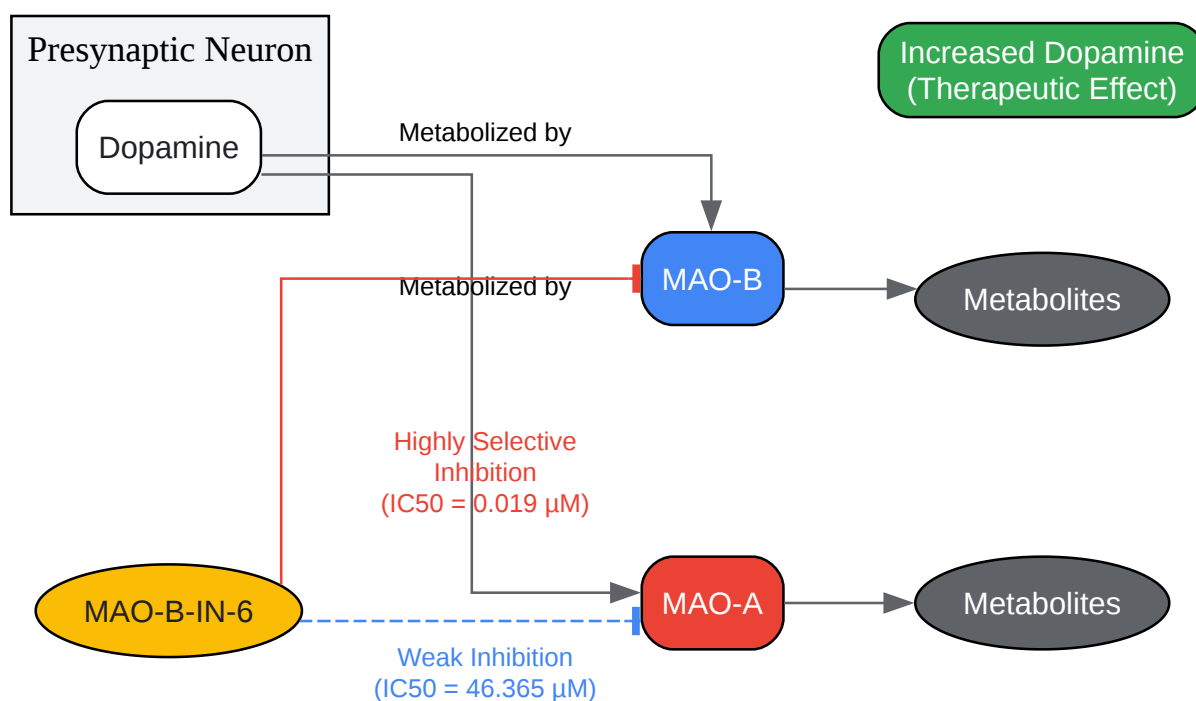 Presynaptic Neuron
Increased Dopamine
(Therapeutic Effect)
Dopamine
Metabolized by
MAO-B
Metabolized by
Metabolites
Highly Selective
Inhibition
(IC50 = 0.019 µM)
MAO-B-IN-6
MAO-A
Metabolites
Weak Inhibition
(IC50 = 46.365 µM)